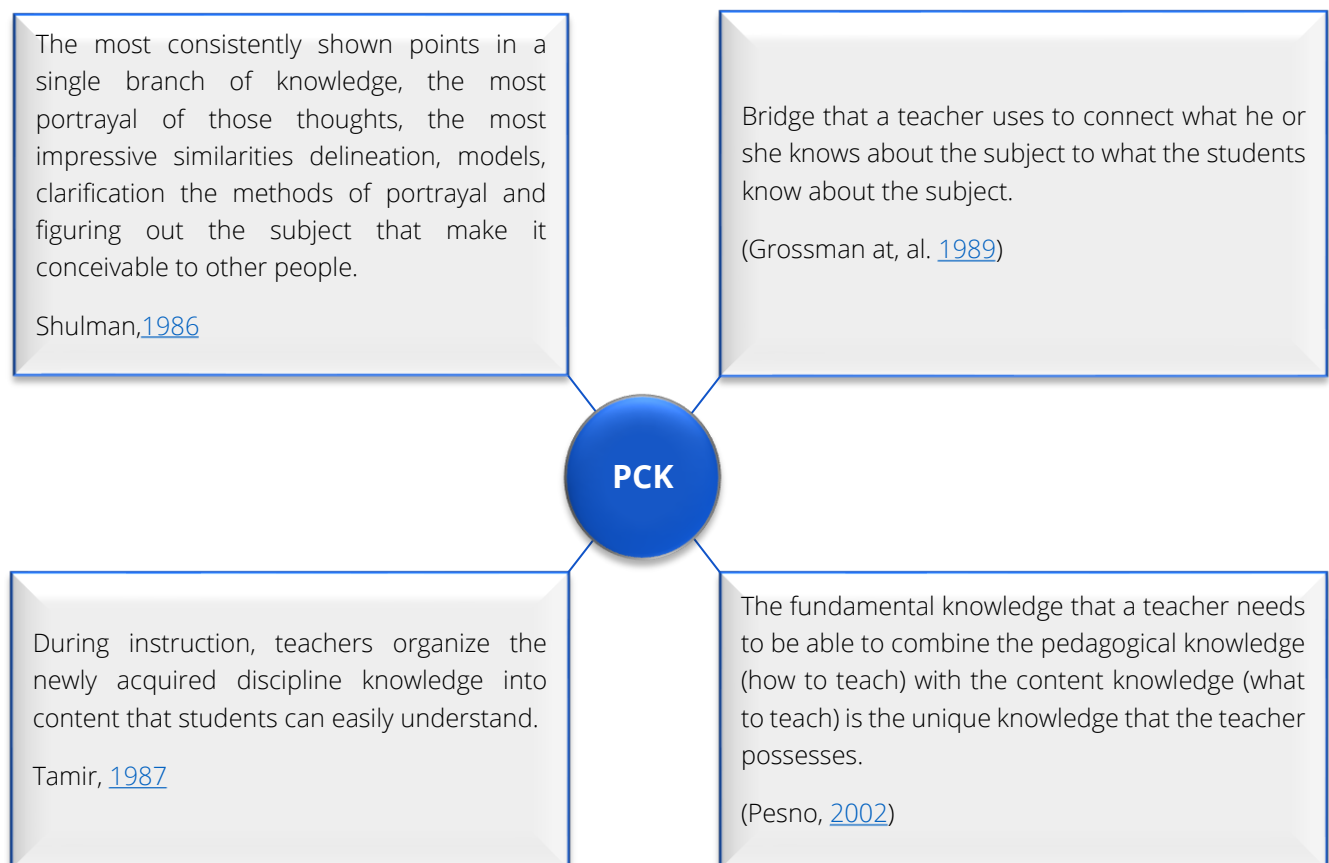 The most consistently shown points in a
single branch of knowledge, the most
portrayal of those thoughts, the most
impressive similarities delineation, models,
clarification the methods of portrayal and
figuring out the subject that make it
conceivable to other people.
Shulman,1986
Bridge that a teacher uses to connect what he or
she knows about the subject to what the students
know about the subject.
(Grossman at, al. 1989)
PCK
During instruction, teachers organize the
newly acquired discipline knowledge into
content that students can easily understand.
Tamir, 1987
The fundamental knowledge that a teacher needs
to be able to combine the pedagogical knowledge
(how to teach) with the content knowledge (what
to teach) is the unique knowledge that the teacher
possesses.
(Pesno, 2002)